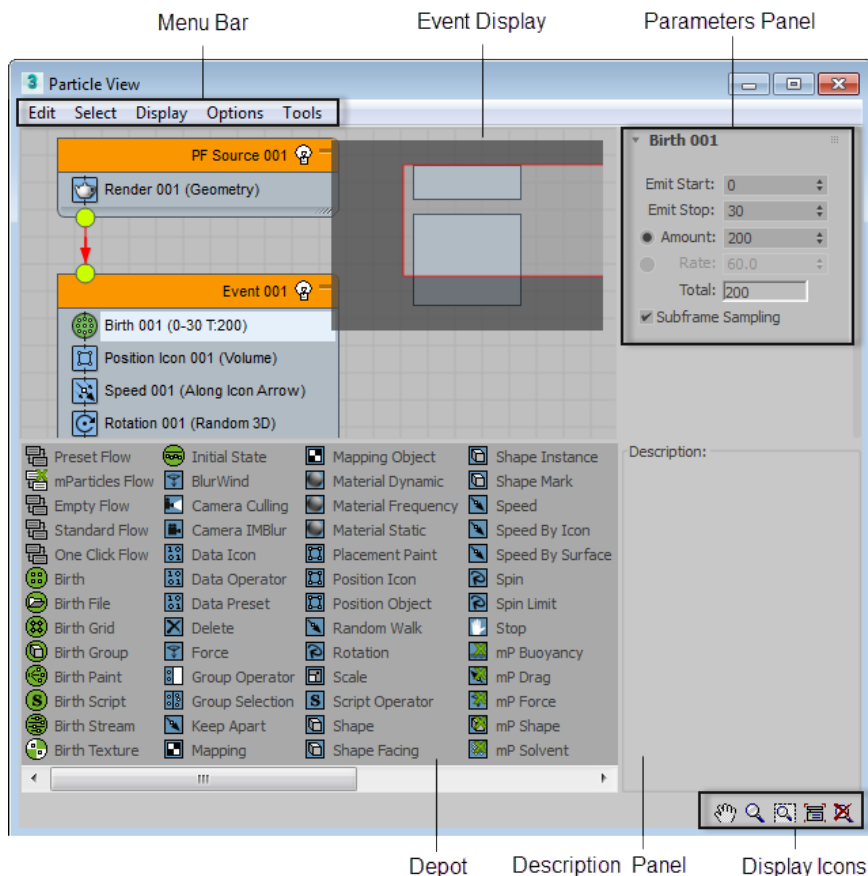 Menu Bar
Event Display
Parameters Panel
3 Particle View
Edit Select Display Options Tools
PF Source 001
Render 001 (Geometry)
Event 001
Birth 001 (0-30 T:200)
Position Icon 001 (Volume)
Speed 001 (Along Icon Arrow)
Rotation 001 (Random 3D)
Birth 001
Emit Start: 0
Emit Stop: 30
Amount: 200
Rate: 60.0
Total: 200
Subframe Sampling
Preset Flow Initial State Mapping Object Shape Instance
mParticles Flow BlurWind Material Dynamic Shape Mark
Empty Flow Camera Culling Material Frequency Speed
Standard Flow Camera IMBlur Material Static Speed By Icon
One Click Flow Data Icon Placement Paint Speed By Surface
Birth Data Operator Position Icon Spin
Birth File Data Preset Position Object Spin Limit
Birth Grid Delete Random Walk Stop
Birth Group Force Rotation mP Buoyancy
Birth Paint Group Operator Scale mP Drag
Birth Script Group Selection Script Operator mP Force
Birth Stream Keep Apart Shape mP Shape
Birth Texture Mapping Shape Facing mP Solvent
Description:
Depot
Description Panel
Display Icons